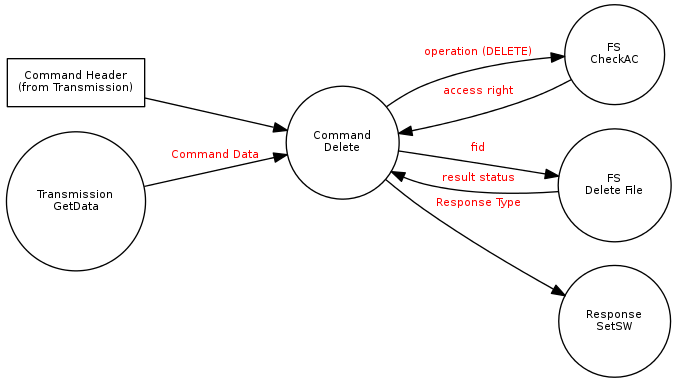 Command Header
(from Transmission)
Transmission
GetData
Command Data
Command
Delete
operation (DELETE)
access right
fid
result status
Response Type
FS
CheckAC
FS
Delete File
Response
SetSW